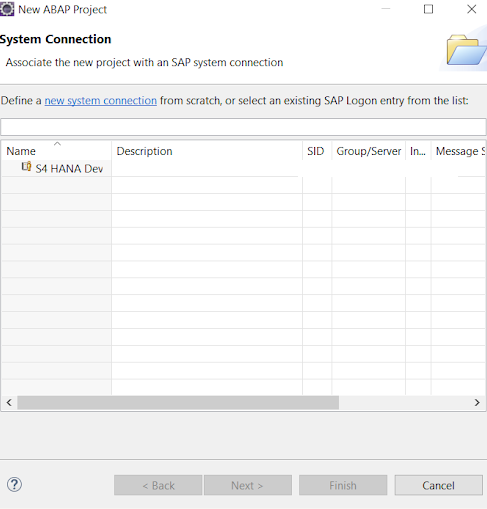 New ABAP Project
System Connection
Associate the new project with an SAP system connection
Define a new system connection from scratch, or select an existing SAP Logon entry from the list:
Name Description SID Group/Server In... Message S
S4 HANA Dev
< Back Next > Finish Cancel